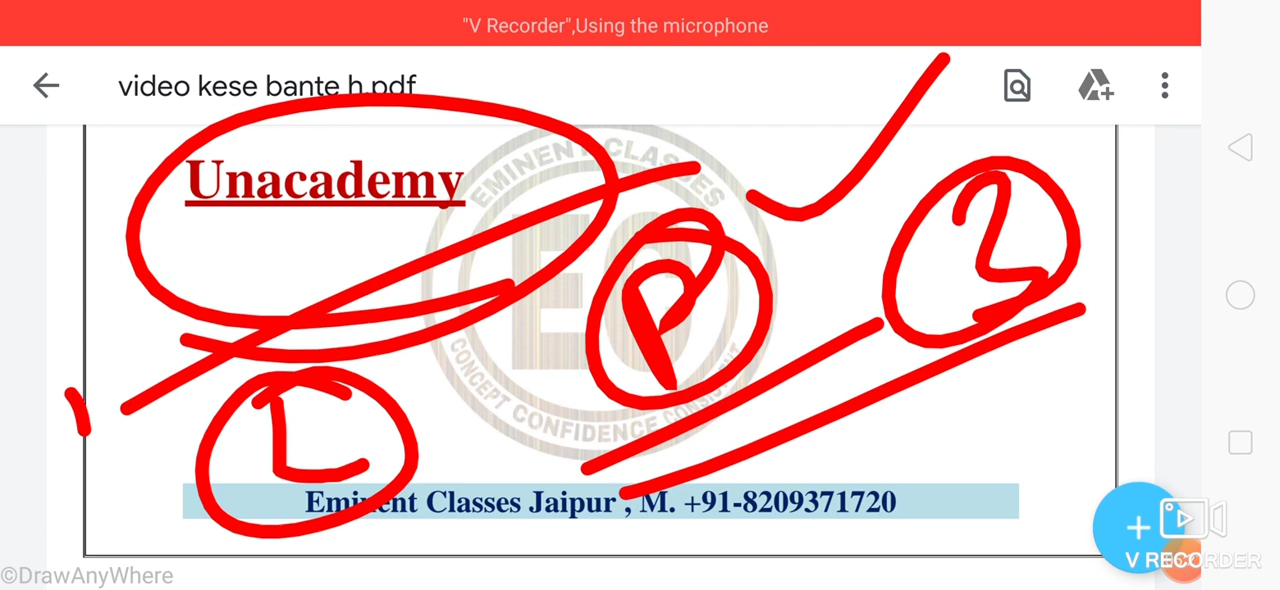 "V Recorder",Using the microphone
video kese bante h.pdf
Unacademy
EMINENT CLASSES
P
L
CONCEPT CONFIDENCE CONSISTENT
Eminent Classes Jaipur , M. +91-8209371720
V RECORDER
©DrawAnyWhere